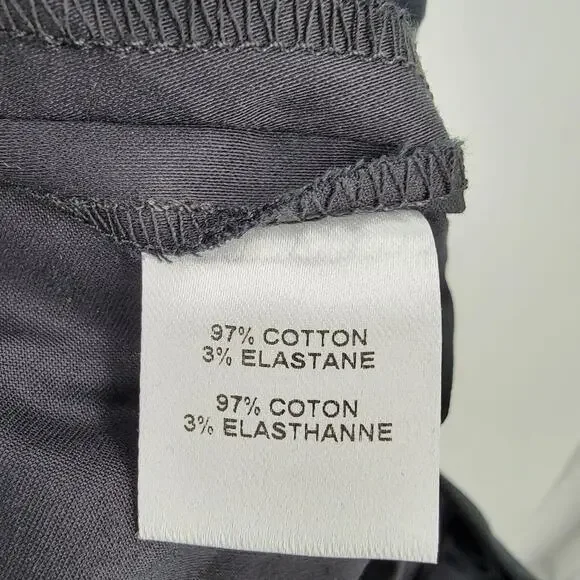 97% COTTON
3% ELASTANE
97% COTON
3% ELASTHANNE